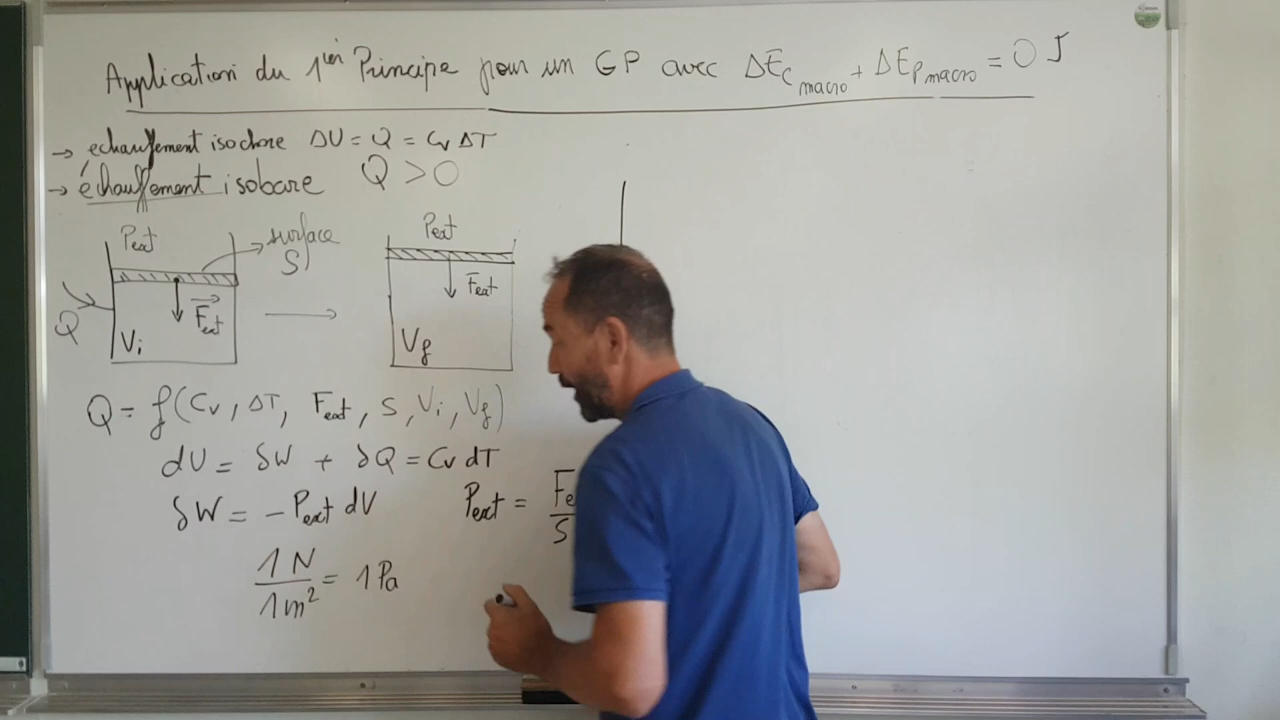 Application du 1er Principe pour un GP avec ΔEc macro + ΔEp macro = 0 J
→ echauffement isochore ΔU = Q = Cv ΔT
→ échauffement isobare Q > 0
Pext surface S Pext
Q Fext Fext
Vi Vf
Q = f(Cv, ΔT, Fext, S, Vi, Vf)
dU = δW + δQ = Cv dT
δW = -Pext dV Pext = Fe
S
1 N / 1 m² = 1 Pa